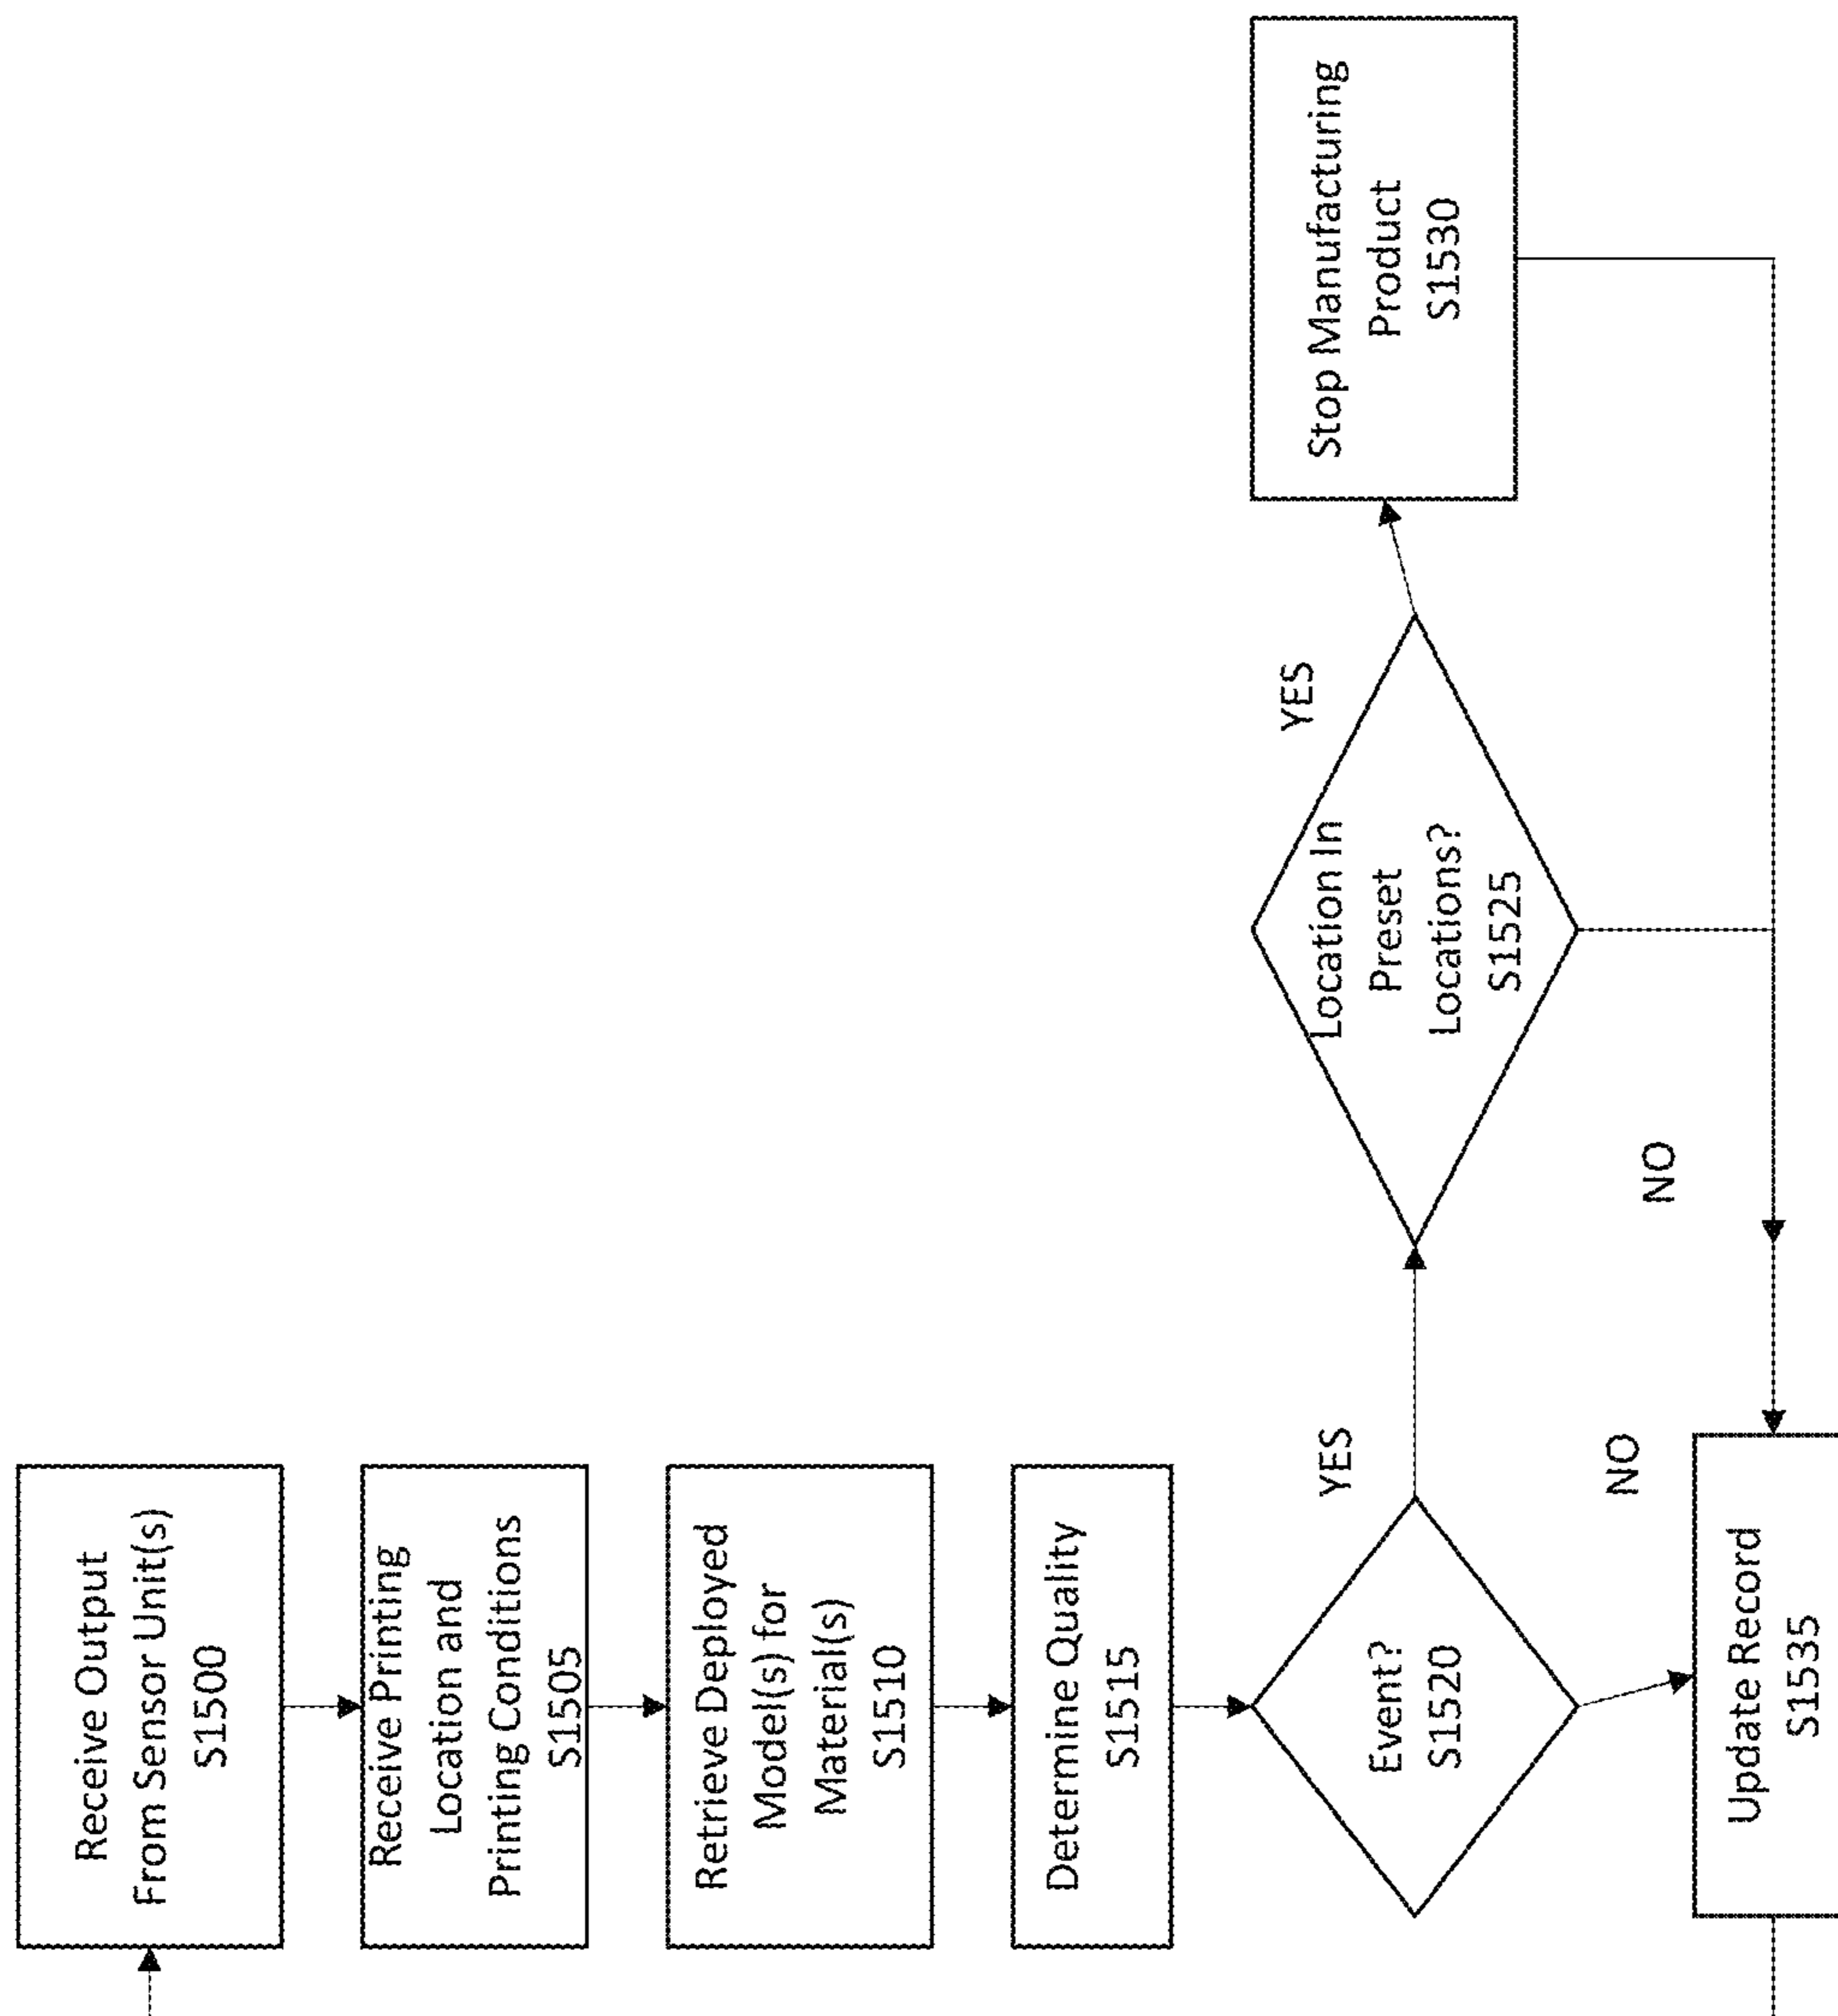 Receive Output
From Sensor Unit(s)
S1500
Receive Printing
Location and
Printing Conditions
S1505
Retrieve Deployed
Model(s) for
Material(s)
S1510
Determine Quality
S1515
Event?
S1520
YES
NO
Location In
Preset
Locations?
S1525
YES
NO
Stop Manufacturing
Product
S1530
Update Record
S1535